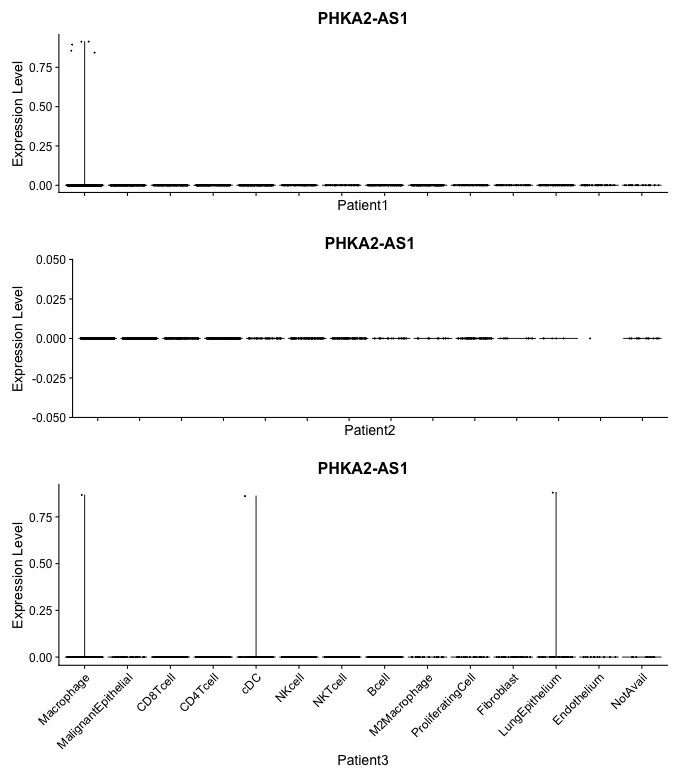 PHKA2-AS1
Expression Level
0.75
0.50
0.25
0.00
Patient1
PHKA2-AS1
Expression Level
0.050
0.025
0.000
-0.025
-0.050
Patient2
PHKA2-AS1
Expression Level
0.75
0.50
0.25
0.00
Macrophage
MalignantEpithelial
CD8Tcell
CD4Tcell
cDC
NKcell
NKTcell
Bcell
M2Macrophage
ProliferatingCell
Fibroblast
LungEpithelium
Endothelium
NotAvail
Patient3